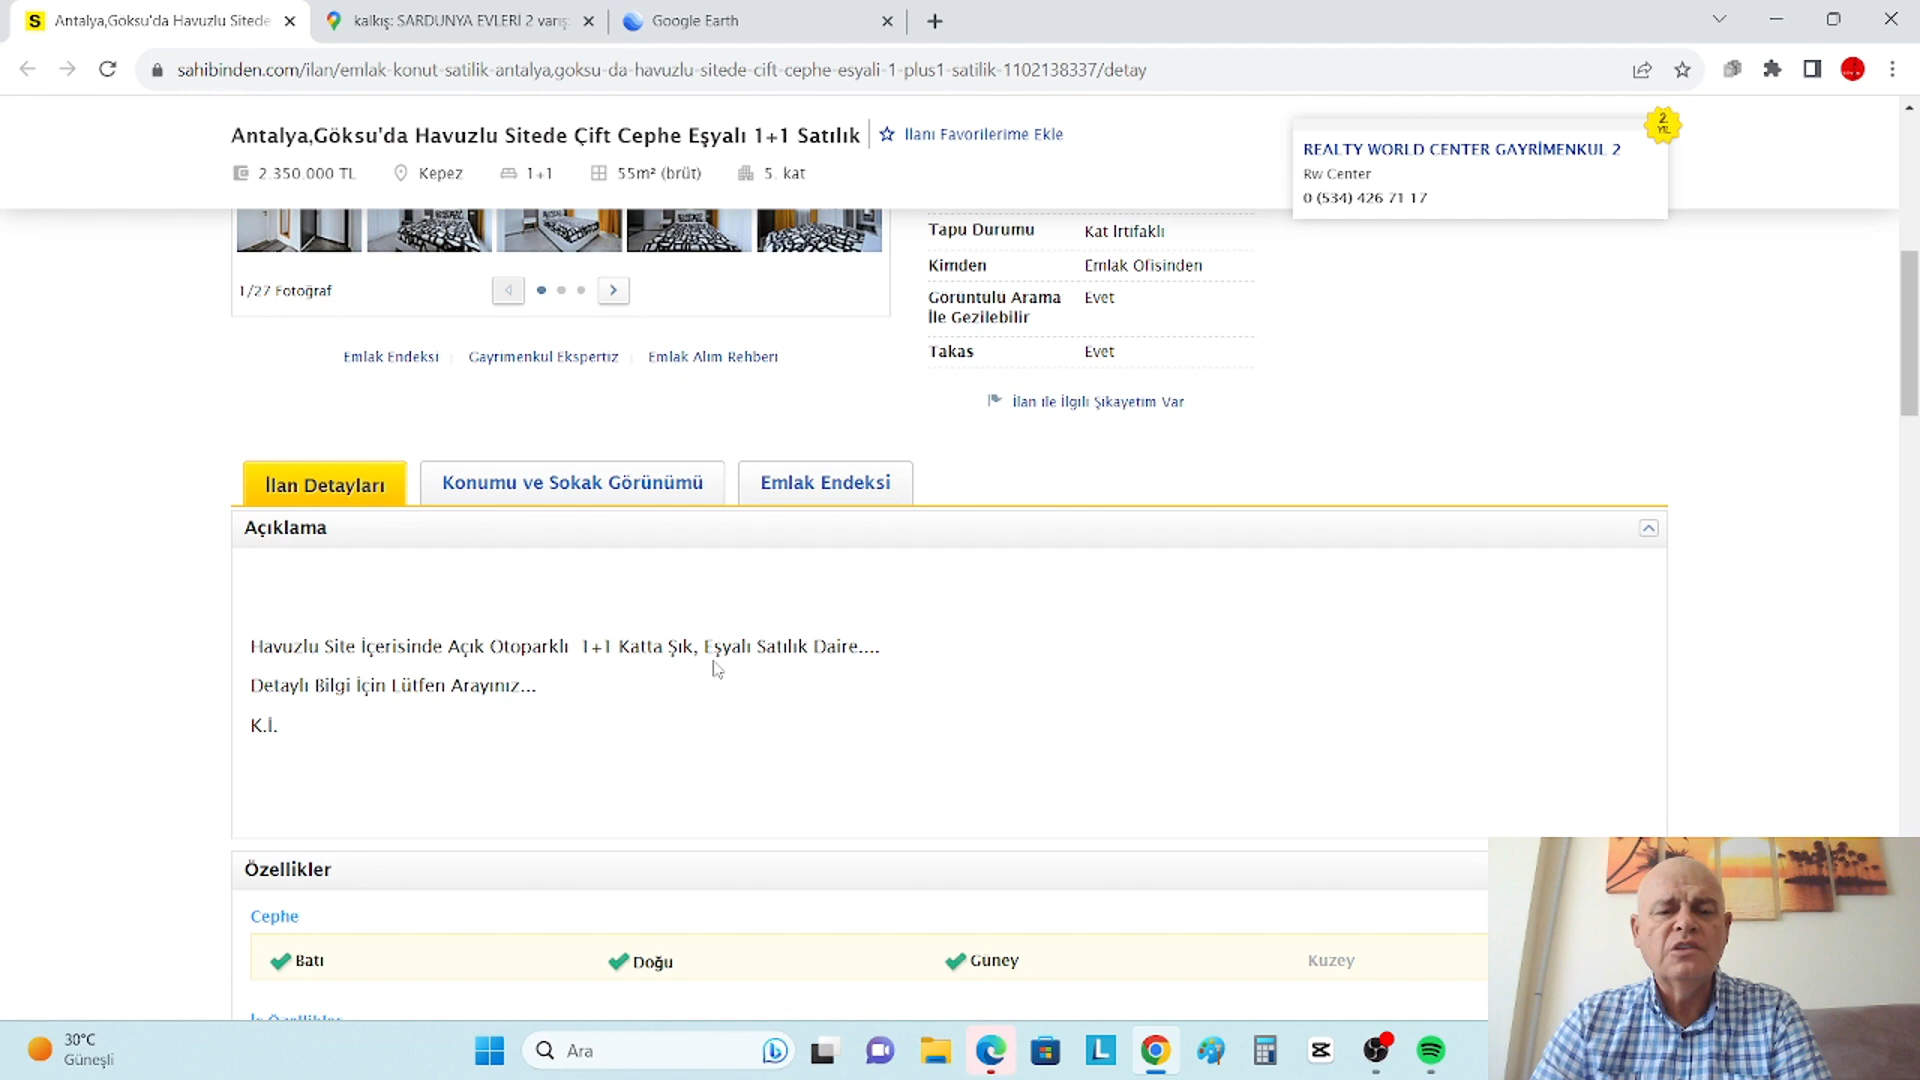 Antalya,Göksu'da Havuzlu Sitede
kalkış: SARDUNYA EVLERİ 2 varış:
Google Earth
sahibinden.com/ilan/emlak-konut-satilik-antalya,goksu-da-havuzlu-sitede-cift-cephe-esyali-1-plus1-satilik-1102138337/detay
Antalya,Göksu'da Havuzlu Sitede Çift Cephe Eşyalı 1+1 Satılık
İlanı Favorilerime Ekle
2.350.000 TL
Kepez
1+1
55m² (brüt)
5. kat
2.
YIL
REALTY WORLD CENTER GAYRİMENKUL 2
Rw Center
0 (534) 426 71 17
Tapu Durumu Kat İrtifaklı
Kimden Emlak Ofisinden
Görüntülü Arama Evet
İle Gezilebilir
Takas Evet
İlan ile İlgili Şikayetim Var
1/27 Fotoğraf
Emlak Endeksi
Gayrimenkul Ekspertiz
Emlak Alım Rehberi
İlan Detayları
Konumu ve Sokak Görünümü
Emlak Endeksi
Açıklama
Havuzlu Site İçerisinde Açık Otoparklı 1+1 Katta Şık, Eşyalı Satılık Daire....
Detaylı Bilgi İçin Lütfen Arayınız...
K.İ.
Özellikler
Cephe
Batı
Doğu
Güney
Kuzey
İç Özellikler
30°C
Güneşli
Ara